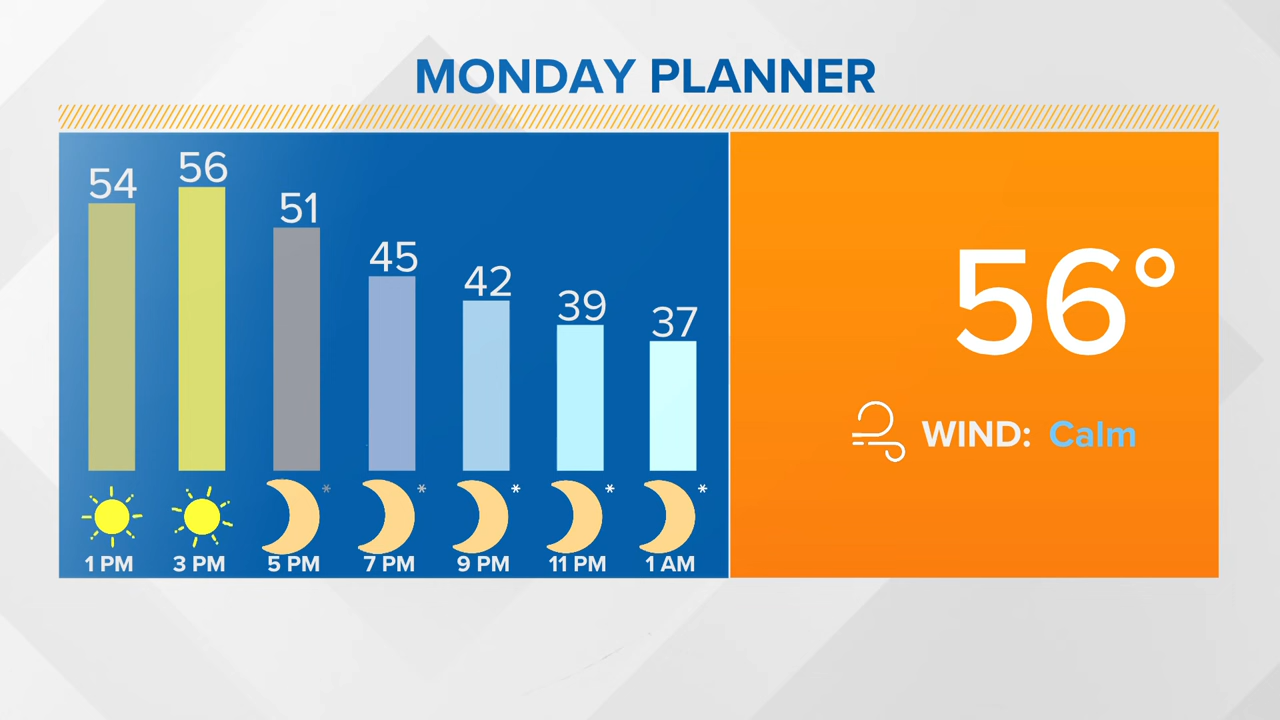 MONDAY PLANNER
54 56 51 45 42 39 37
* * * * *
1 PM 3 PM 5 PM 7 PM 9 PM 11 PM 1 AM
56°
WIND: Calm